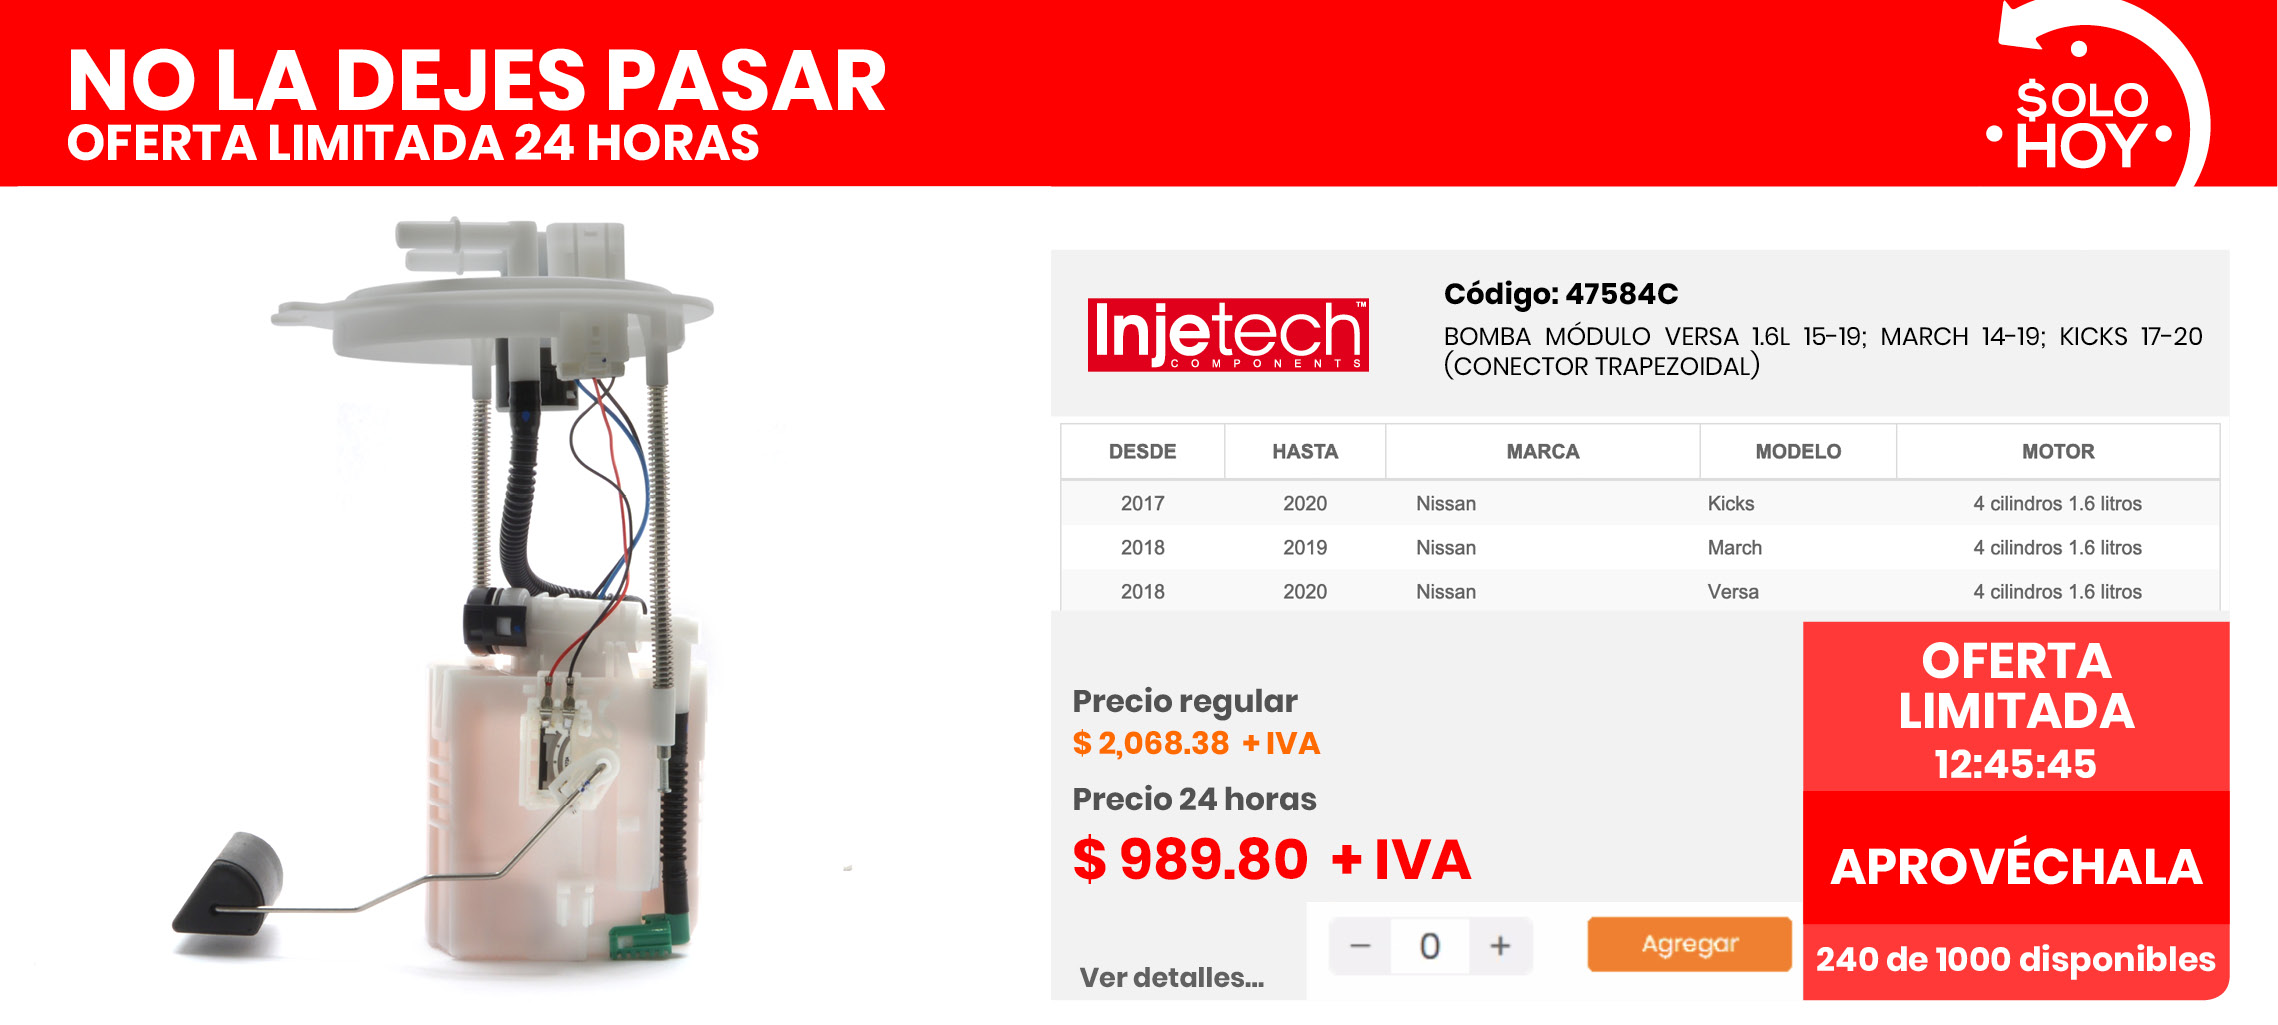 NO LA DEJES PASAR
OFERTA LIMITADA 24 HORAS
$OLO
HOY
Injetech™
COMPONENTS
Código: 47584C
BOMBA MÓDULO VERSA 1.6L 15-19; MARCH 14-19; KICKS 17-20
(CONECTOR TRAPEZOIDAL)
DESDE HASTA MARCA MODELO MOTOR
2017 2020 Nissan Kicks 4 cilindros 1.6 litros
2018 2019 Nissan March 4 cilindros 1.6 litros
2018 2020 Nissan Versa 4 cilindros 1.6 litros
Precio regular
$ 2,068.38 + IVA
Precio 24 horas
$ 989.80 + IVA
Ver detalles...
− 0 +
Agregar
OFERTA
LIMITADA
12:45:45
APROVÉCHALA
240 de 1000 disponibles